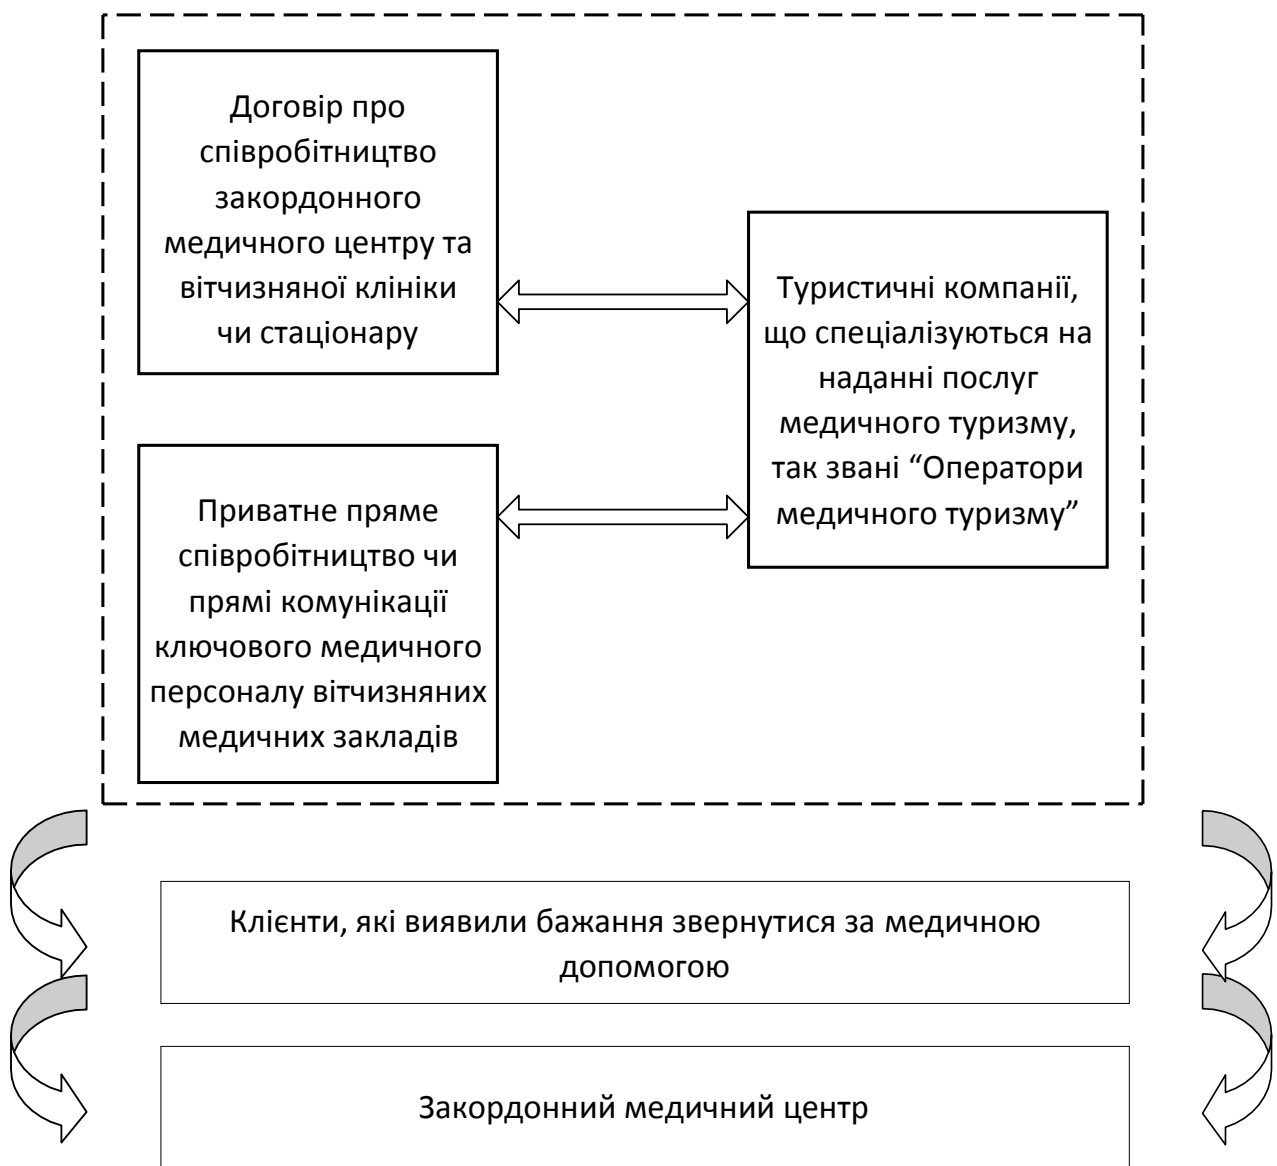 Договір про
співробітництво
закордонного
медичного центру та
вітчизняної клініки
чи стаціонару
Туристичні компанії,
що спеціалізуються на
наданні послуг
медичного туризму,
так звані “Оператори
медичного туризму”
Приватне пряме
співробітництво чи
прямі комунікації
ключового медичного
персоналу вітчизняних
медичних закладів
Клієнти, які виявили бажання звернутися за медичною
допомогою
Закордонний медичний центр